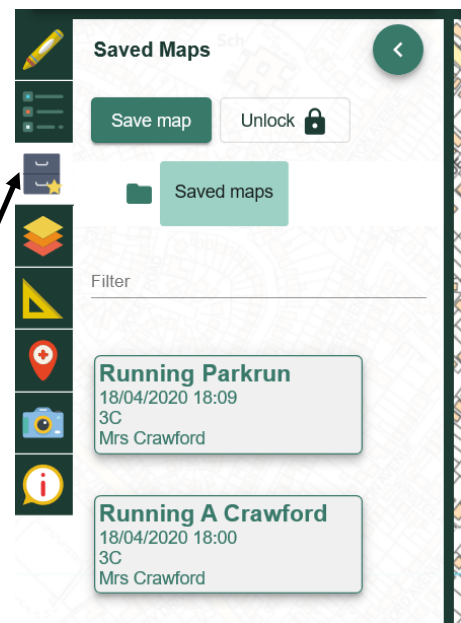 Saved Maps
Save map
Unlock
Saved maps
Filter
Running Parkrun
18/04/2020 18:09
3C
Mrs Crawford
Running A Crawford
18/04/2020 18:00
3C
Mrs Crawford